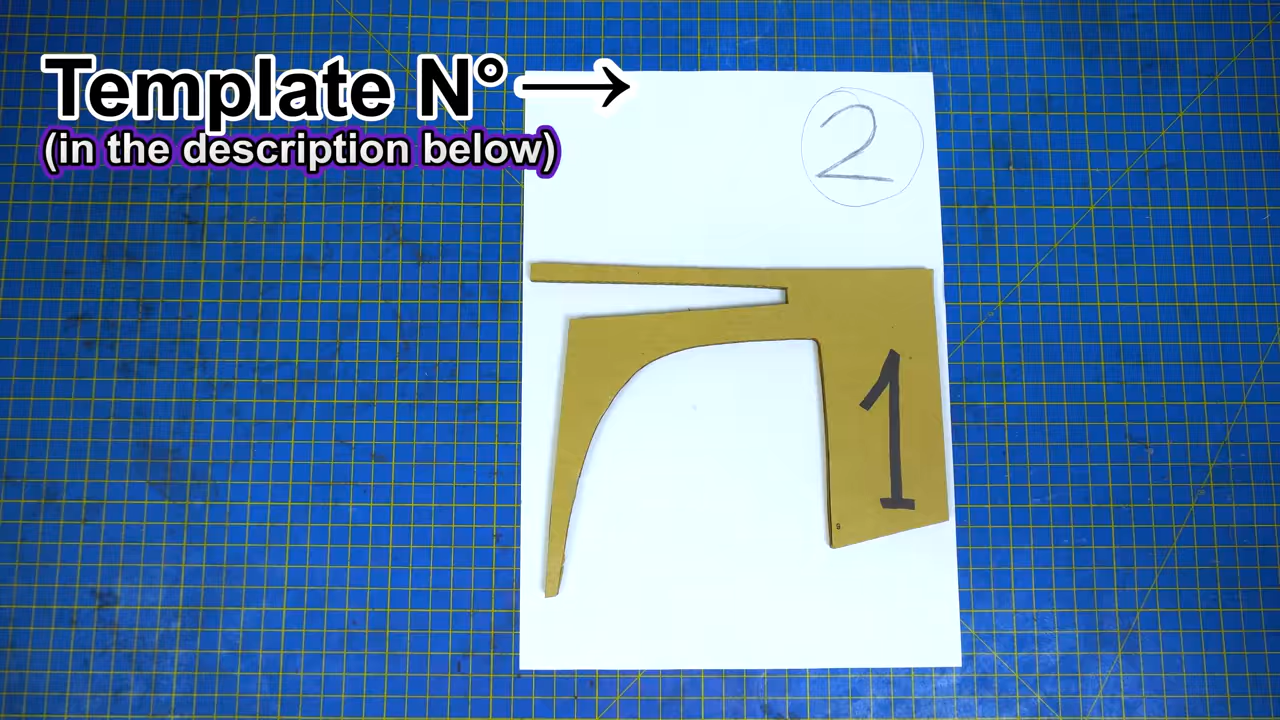 Template N° →
(in the description below)
2
1